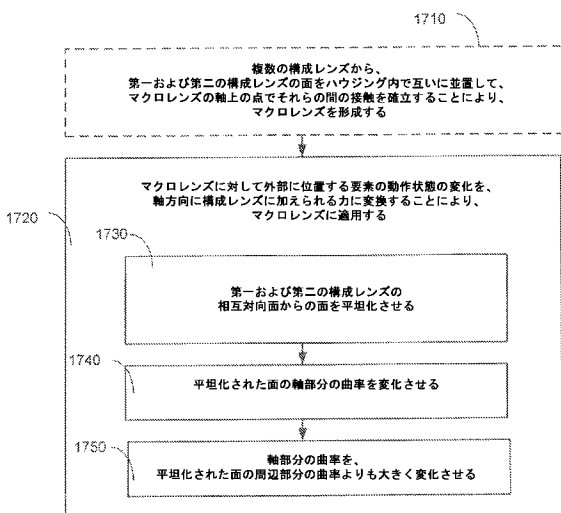 1710
複数の構成レンズから、
第一および第二の構成レンズの面をハウジング内で互いに並置して、
マクロレンズの軸上の点でそれらの間の接触を確立することにより、
マクロレンズを形成する
1720
マクロレンズに対して外部に位置する要素の動作状態の変化を、
軸方向に構成レンズに加えられる力に変換することにより、
マクロレンズに適用する
1730
第一および第二の構成レンズの
相互対向面からの面を平坦化させる
1740
平坦化された面の軸部分の曲率を変化させる
1750
軸部分の曲率を、
平坦化された面の周辺部分の曲率よりも大きく変化させる